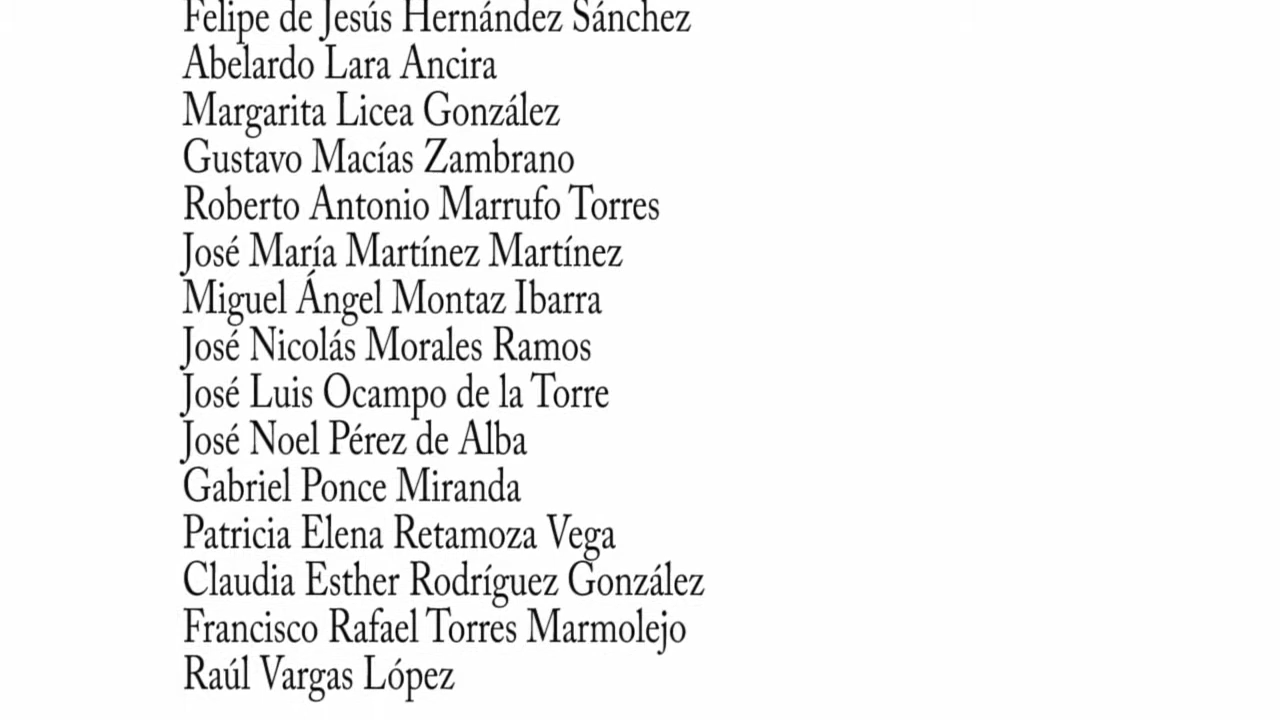 Felipe de Jesús Hernández Sánchez
Abelardo Lara Ancira
Margarita Licea González
Gustavo Macías Zambrano
Roberto Antonio Marrufo Torres
José María Martínez Martínez
Miguel Ángel Montaz Ibarra
José Nicolás Morales Ramos
José Luis Ocampo de la Torre
José Noel Pérez de Alba
Gabriel Ponce Miranda
Patricia Elena Retamoza Vega
Claudia Esther Rodríguez González
Francisco Rafael Torres Marmolejo
Raúl Vargas López